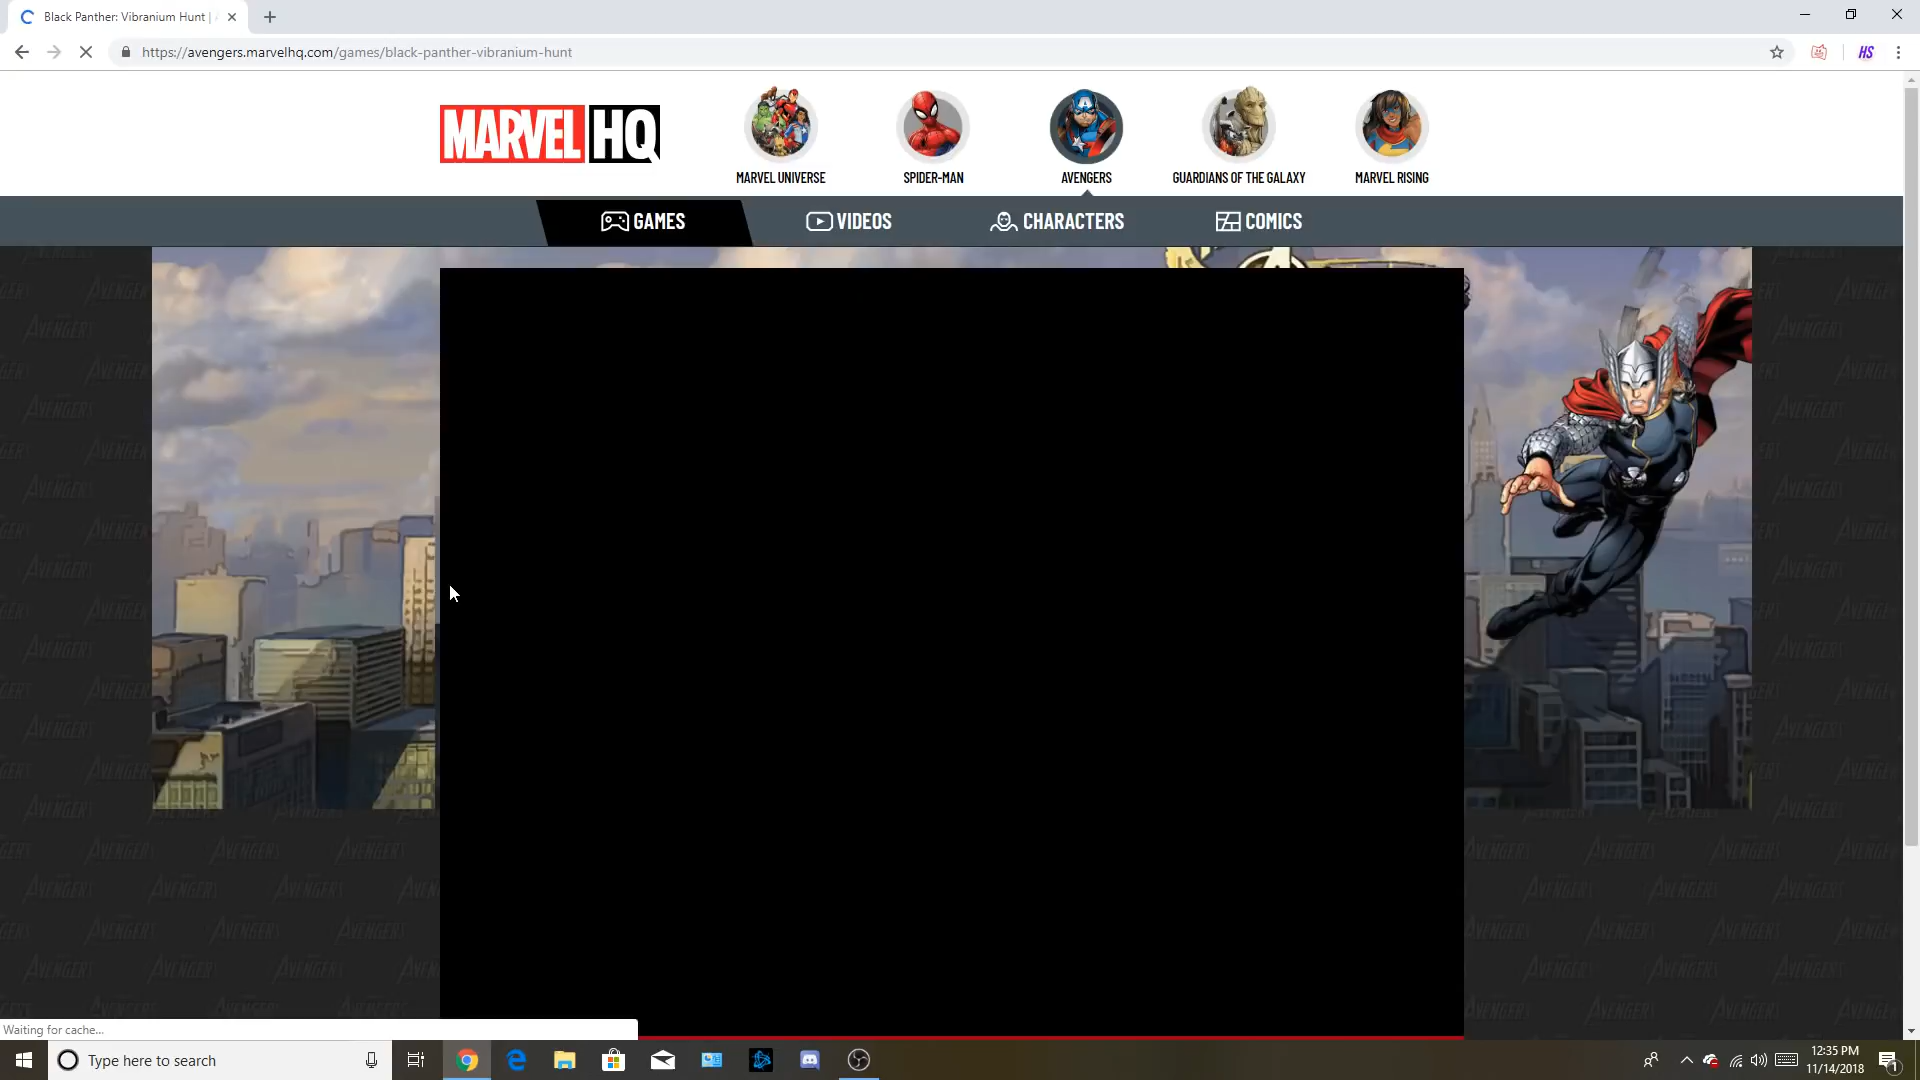 Black Panther: Vibranium Hunt |
https://avengers.marvelhq.com/games/black-panther-vibranium-hunt
HS
MARVEL HQ
MARVEL UNIVERSE
SPIDER-MAN
AVENGERS
GUARDIANS OF THE GALAXY
MARVEL RISING
GAMES
VIDEOS
CHARACTERS
COMICS
Waiting for cache...
Type here to search
12:35 PM
11/14/2018
1